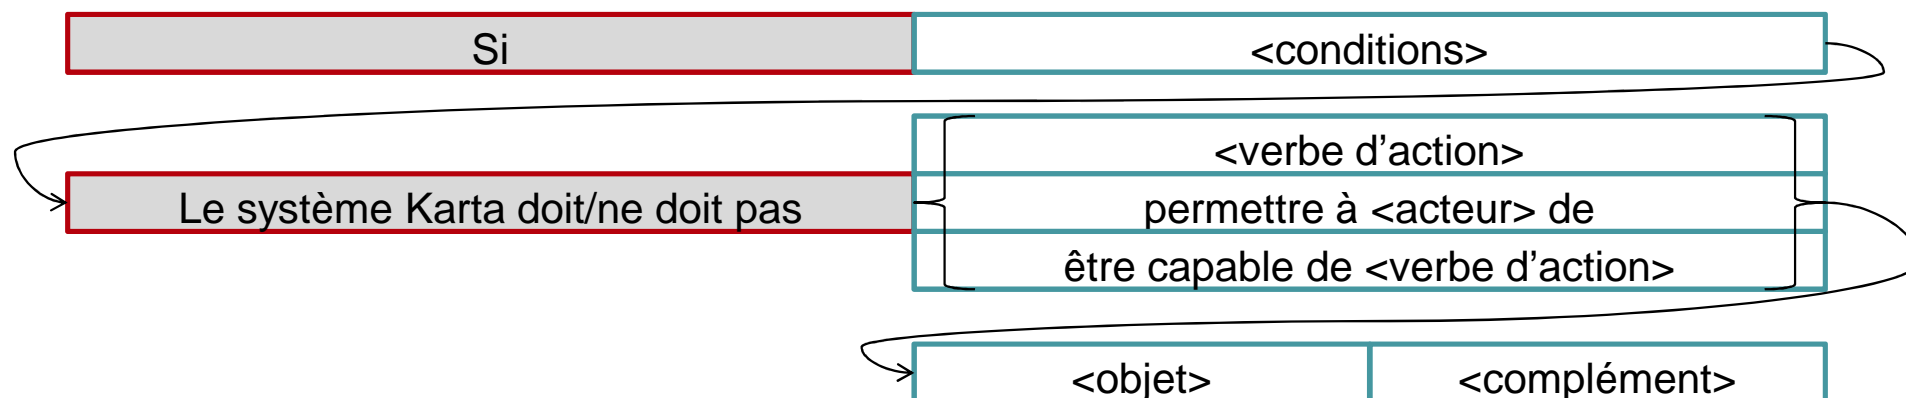 Si <conditions>
<verbe d’action>
Le système Karta doit/ne doit pas permettre à <acteur> de
être capable de <verbe d’action>
<objet> <complément>